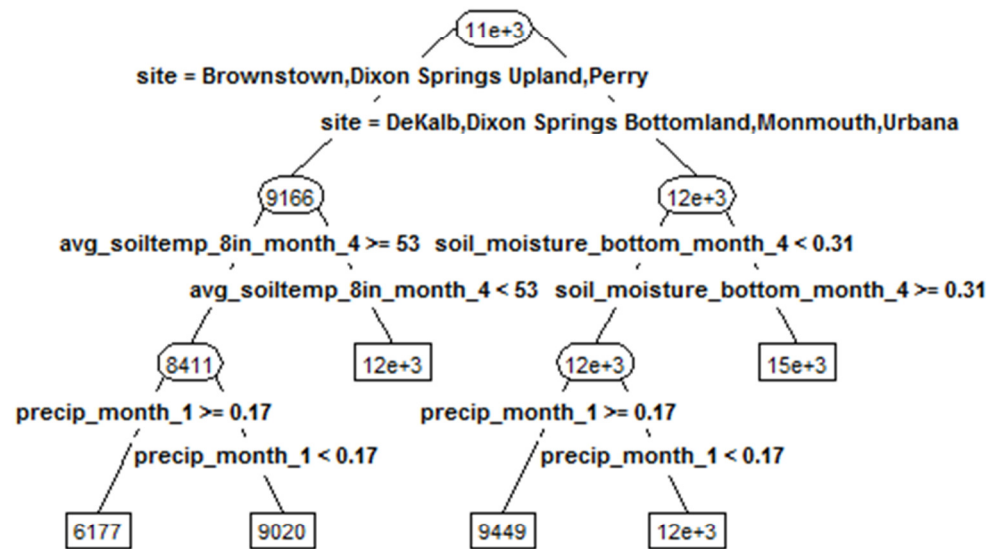 11e+3
site = Brownstown,Dixon Springs Upland,Perry
site = DeKalb,Dixon Springs Bottomland,Monmouth,Urbana
9166
12e+3
avg_soiltemp_8in_month_4 >= 53
soil_moisture_bottom_month_4 < 0.31
avg_soiltemp_8in_month_4 < 53
soil_moisture_bottom_month_4 >= 0.31
8411
12e+3
12e+3
15e+3
precip_month_1 >= 0.17
precip_month_1 >= 0.17
precip_month_1 < 0.17
precip_month_1 < 0.17
6177
9020
9449
12e+3